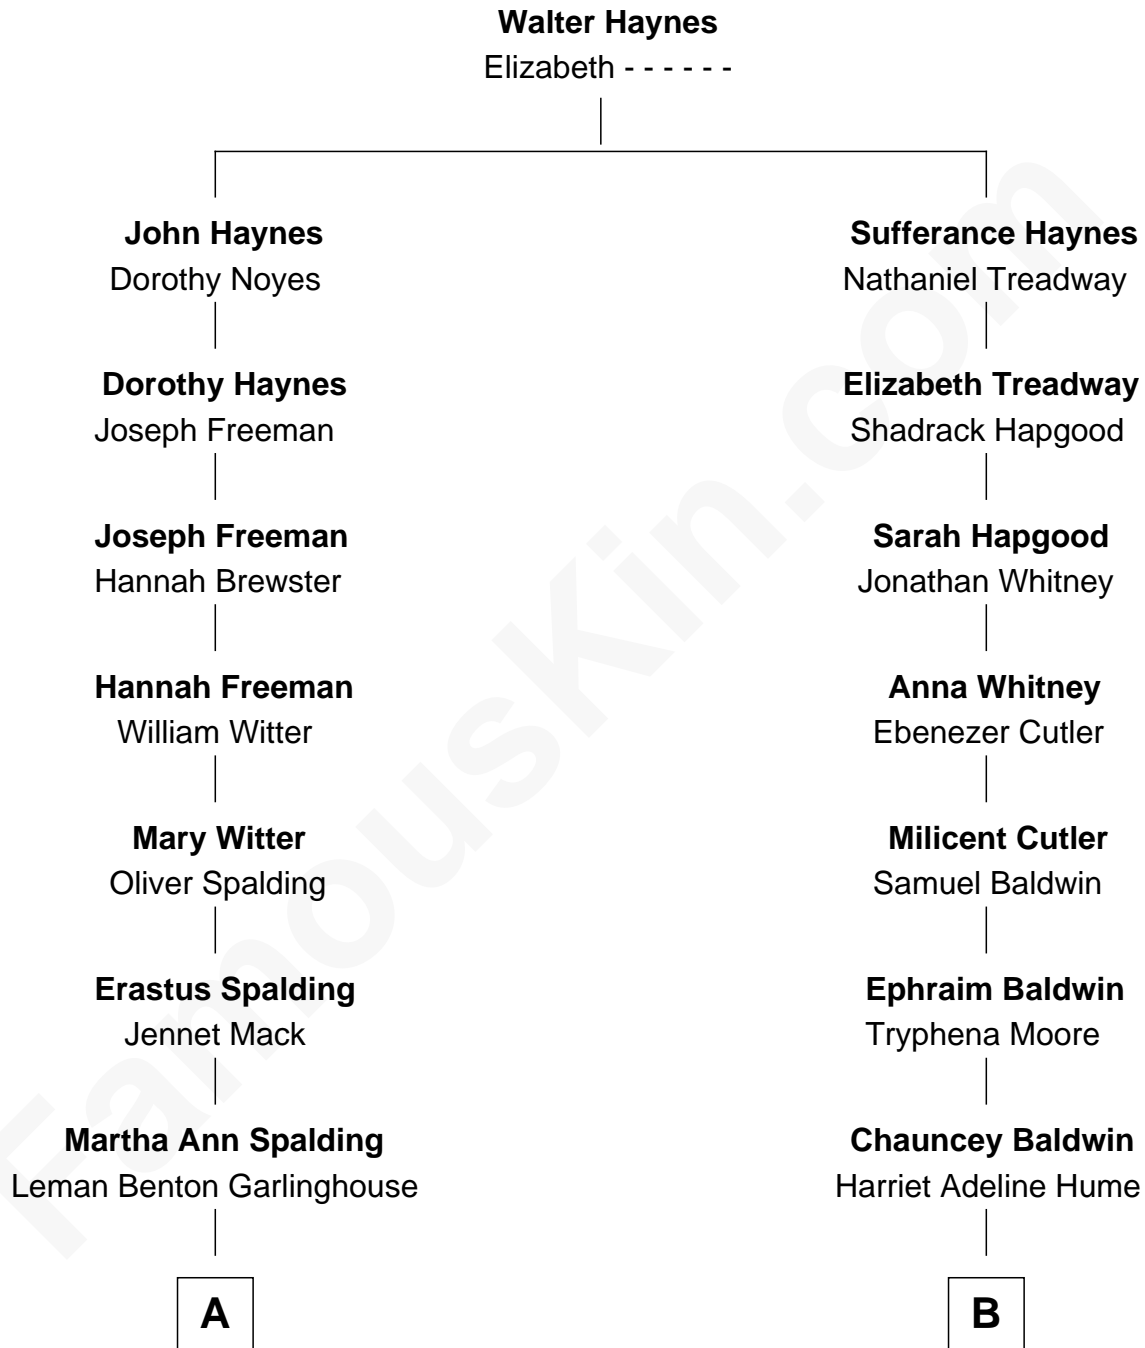 Walter Haynes
Elizabeth - - - - - -
John Haynes
Dorothy Noyes
Sufferance Haynes
Nathaniel Treadway
Dorothy Haynes
Joseph Freeman
Elizabeth Treadway
Shadrack Hapgood
Joseph Freeman
Hannah Brewster
Sarah Hapgood
Jonathan Whitney
Hannah Freeman
William Witter
Anna Whitney
Ebenezer Cutler
Mary Witter
Oliver Spalding
Milicent Cutler
Samuel Baldwin
Erastus Spalding
Jennet Mack
Ephraim Baldwin
Tryphena Moore
Martha Ann Spalding
Leman Benton Garlinghouse
Chauncey Baldwin
Harriet Adeline Hume
A
B
FamousKin.com